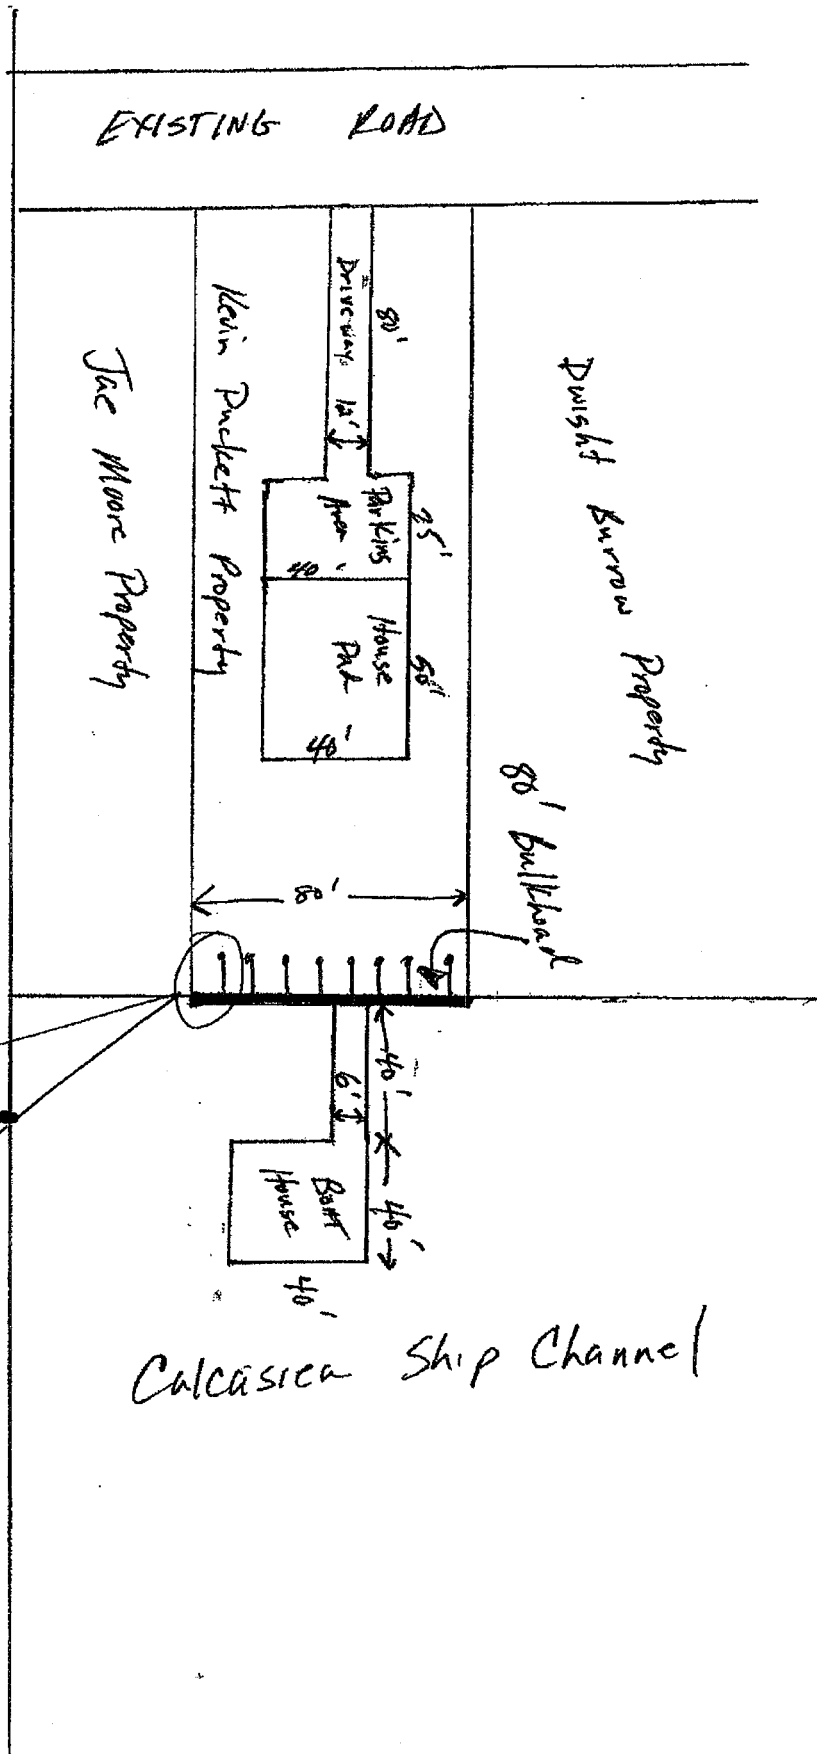 EXISTING ROAD
Driveway
80'
12'
Kevin Puckett Property
Jae Moore Property
Dwight Burrow Property
Parking
Area
25'
40'
House
Pad
50'
40'
80' Bulkhead
80'
40'
6'
40'
Boat
House
40'
Calcasieu Ship Channel